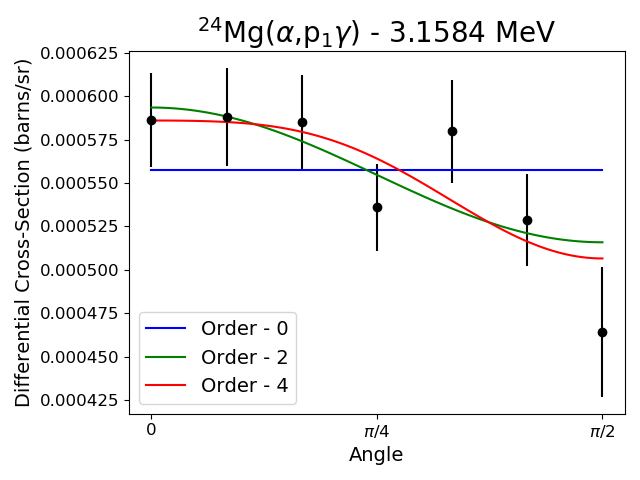 ²⁴Mg(α,p₁γ) - 3.1584 MeV
Differential Cross-Section (barns/sr)
0.000625
0.000600
0.000575
0.000550
0.000525
0.000500
0.000475
0.000450
0.000425
Order - 0
Order - 2
Order - 4
0 π/4 π/2
Angle